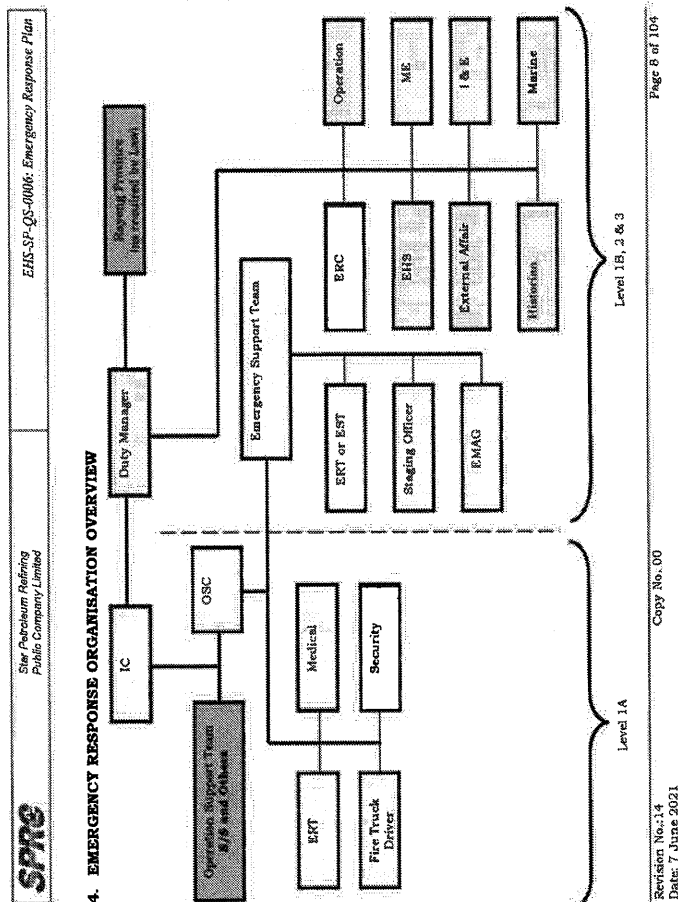 SPRC
Star Petroleum Refining
Public Company Limited
EHS-SP-QS-0006: Emergency Response Plan
4. EMERGENCY RESPONSE ORGANISATION OVERVIEW
IC
Duty Manager
Rayong Province
(as required by Law)
Operation Support Team
S/S and Others
OSC
Emergency Support Team
ERT
Medical
Fire Truck
Driver
Security
ERT or EST
Staging Officer
EMAG
ERC
Operation
EHS
ME
External Affair
I & E
Historian
Marine
Level 1A
Level 1B, 2 & 3
Revision No.:14
Date: 7 June 2021
Copy No.:00
Page 8 of 104